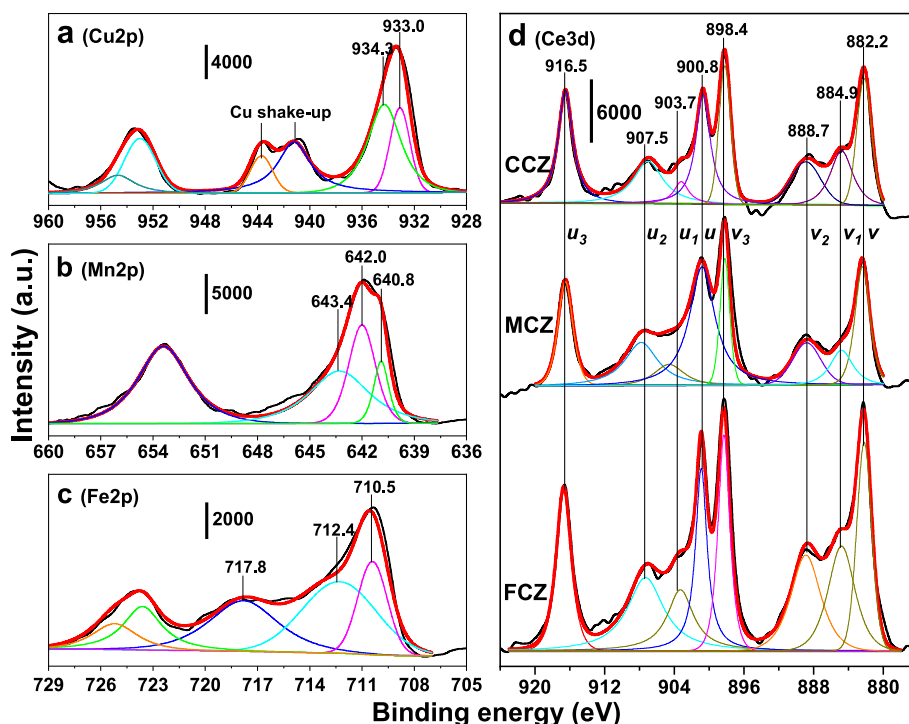 a (Cu2p)
4000
933.0
934.3
Cu shake-up
960 956 952 948 944 940 936 932 928
b (Mn2p)
5000
642.0
640.8
643.4
660 657 654 651 648 645 642 639 636
c (Fe2p)
2000
710.5
712.4
717.8
729 726 723 720 717 714 711 708 705
Intensity (a.u.)
d (Ce3d)
898.4
882.2
916.5
900.8
6000
903.7
884.9
907.5
888.7
CCZ
u3 u2 u1 u v3 v2 v1 v
MCZ
FCZ
920 912 904 896 888 880
Binding energy (eV)